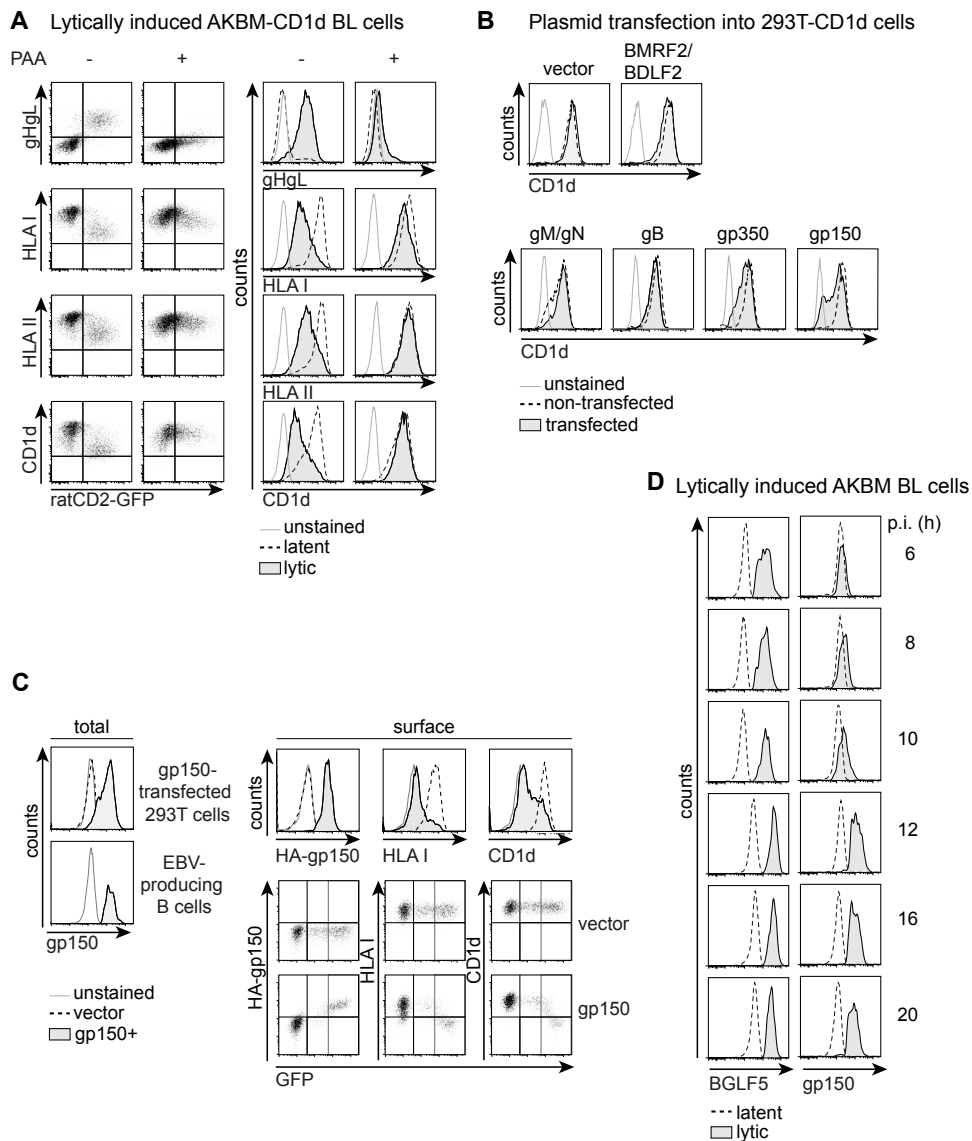 A Lytically induced AKBM-CD1d BL cells
PAA - + - +
gHgL
HLA I
HLA II
CD1d
ratCD2-GFP
counts
gHgL
HLA I
HLA II
CD1d
unstained
latent
lytic
B Plasmid transfection into 293T-CD1d cells
vector
BMRF2/
BDLF2
counts
CD1d
gM/gN gB gp350 gp150
counts
CD1d
unstained
non-transfected
transfected
C
total
counts
gp150-
transfected
293T cells
EBV-
producing
B cells
gp150
unstained
vector
gp150+
surface
counts
HA-gp150 HLA I CD1d
HA-gp150
HLA I
CD1d
vector
gp150
GFP
D Lytically induced AKBM BL cells
p.i. (h)
6
8
10
12
16
20
counts
BGLF5 gp150
latent
lytic